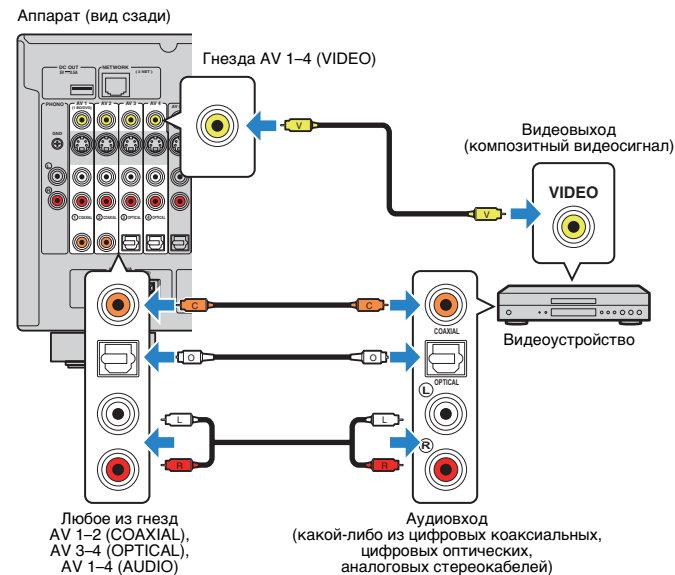 Аппарат (вид сзади)
Гнезда AV 1–4 (VIDEO)
DC OUT
NETWORK
PHONO
AV 1
AV 2
AV 3
AV 4
(1 BD/DVD)
GND
L
R
COAXIAL
COAXIAL
OPTICAL
OPTICAL
V
V
Видеовыход
(композитный видеосигнал)
VIDEO
Видеоустройство
C
C
COAXIAL
O
O
OPTICAL
L
L
L
R
R
R
Любое из гнезд
AV 1–2 (COAXIAL),
AV 3–4 (OPTICAL),
AV 1–4 (AUDIO)
Аудиовход
(какой-либо из цифровых коаксиальных,
цифровых оптических,
аналоговых стереокабелей)